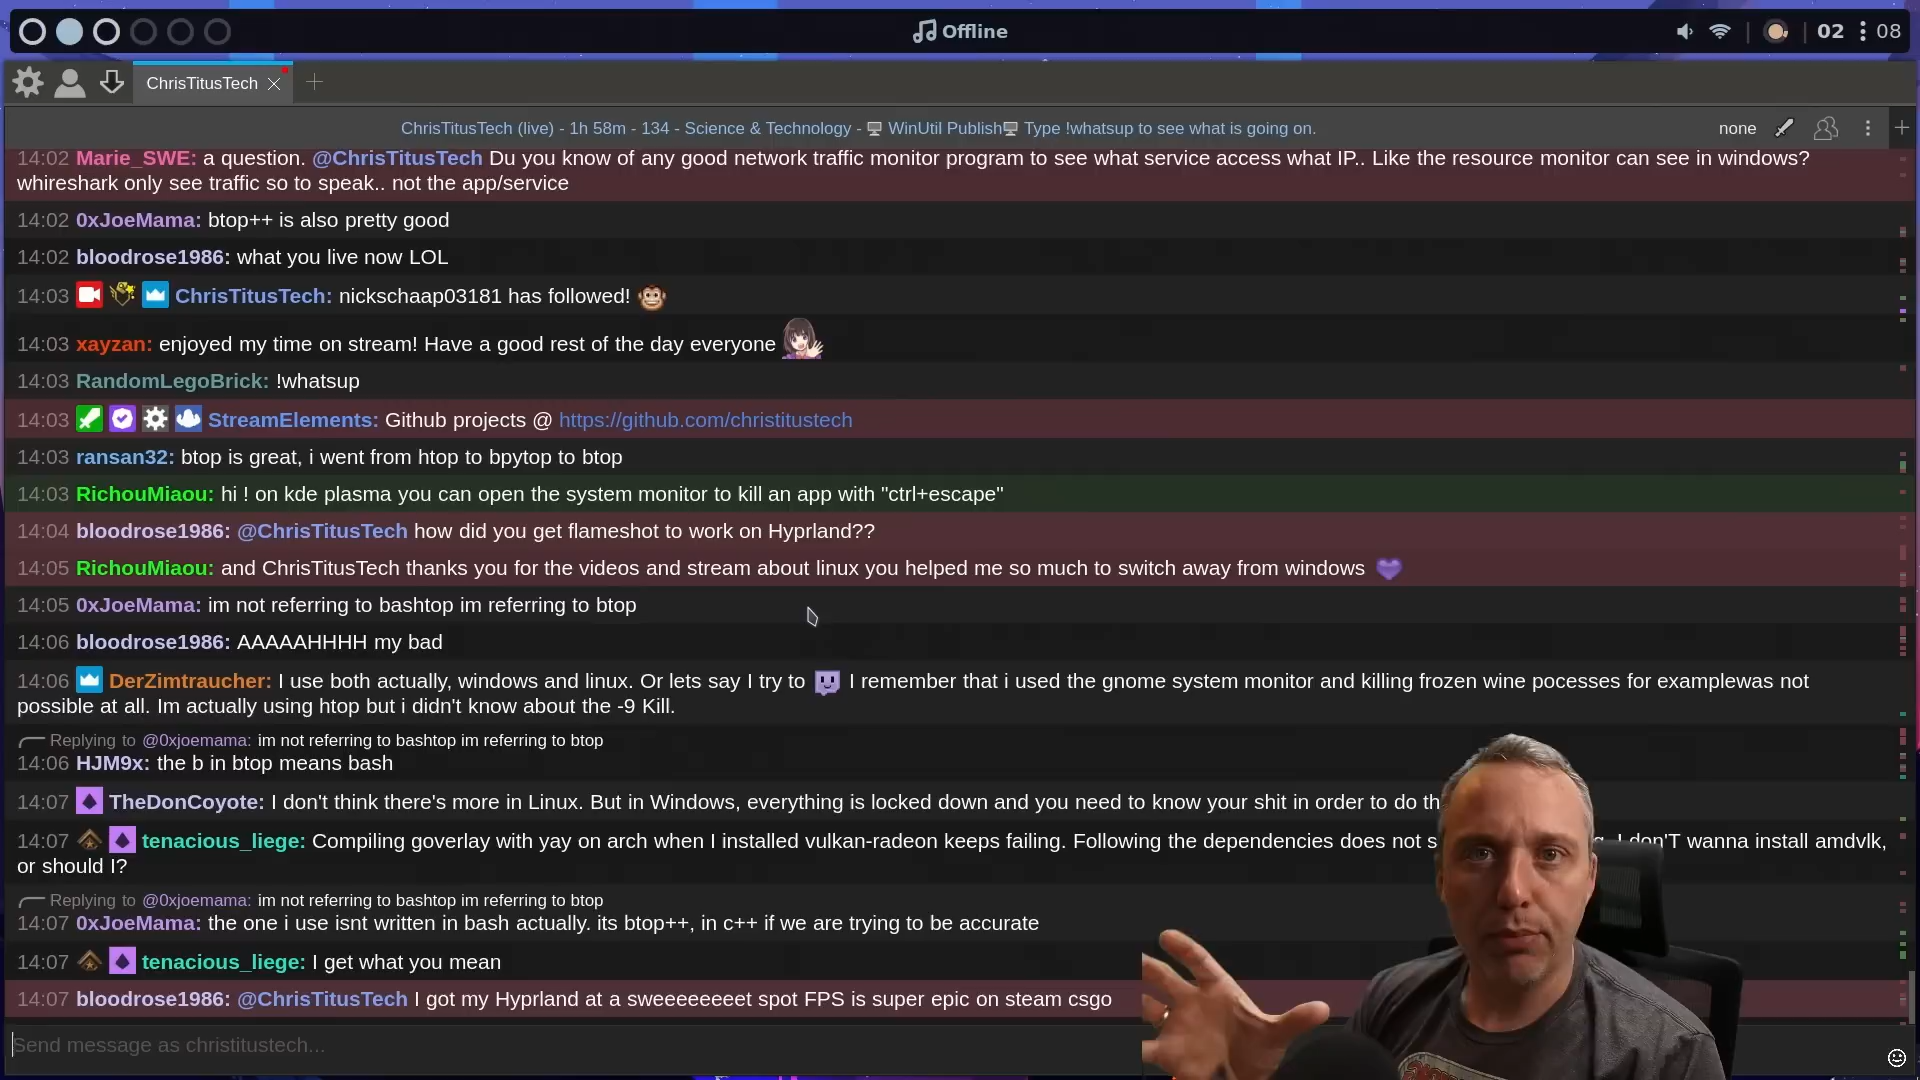 Offline
02
08
ChrisTitusTech
ChrisTitusTech (live) - 1h 58m - 134 - Science & Technology - WinUtil Publish Type !whatsup to see what is going on.
none
14:02 Marie_SWE: a question. @ChrisTitusTech Du you know of any good network traffic monitor program to see what service access what IP.. Like the resource monitor can see in windows?
whireshark only see traffic so to speak.. not the app/service
14:02 0xJoeMama: btop++ is also pretty good
14:02 bloodrose1986: what you live now LOL
14:03 ChrisTitusTech: nickschaap03181 has followed!
14:03 xayzan: enjoyed my time on stream! Have a good rest of the day everyone
14:03 RandomLegoBrick: !whatsup
14:03 StreamElements: Github projects @ https://github.com/christitustech
14:03 ransan32: btop is great, i went from htop to bpytop to btop
14:03 RichouMiaou: hi ! on kde plasma you can open the system monitor to kill an app with "ctrl+escape"
14:04 bloodrose1986: @ChrisTitusTech how did you get flameshot to work on Hyprland??
14:05 RichouMiaou: and ChrisTitusTech thanks you for the videos and stream about linux you helped me so much to switch away from windows
14:05 0xJoeMama: im not referring to bashtop im referring to btop
14:06 bloodrose1986: AAAAAHHHH my bad
14:06 DerZimtraucher: I use both actually, windows and linux. Or lets say I try to I remember that i used the gnome system monitor and killing frozen wine pocesses for examplewas not
possible at all. Im actually using htop but i didn't know about the -9 Kill.
Replying to @0xjoemama: im not referring to bashtop im referring to btop
14:06 HJM9x: the b in btop means bash
14:07 TheDonCoyote: I don't think there's more in Linux. But in Windows, everything is locked down and you need to know your shit in order to do
14:07 tenacious_liege: Compiling goverlay with yay on arch when I installed vulkan-radeon keeps failing. Following the dependencies does not I don'T wanna install amdvlk,
or should I?
Replying to @0xjoemama: im not referring to bashtop im referring to btop
14:07 0xJoeMama: the one i use isnt written in bash actually. its btop++, in c++ if we are trying to be accurate
14:07 tenacious_liege: I get what you mean
14:07 bloodrose1986: @ChrisTitusTech I got my Hyprland at a sweeeeeeeet spot FPS is super epic on steam csgo
Send message as christitustech...